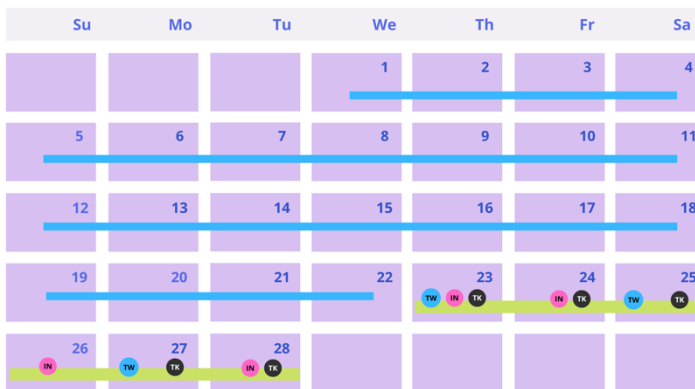 Su Mo Tu We Th Fr Sa
1 2 3 4
5 6 7 8 9 10 11
12 13 14 15 16 17 18
19 20 21 22 23 24 25
TW IN TK IN TK TW TK
26 27 28
IN TW TK IN TK